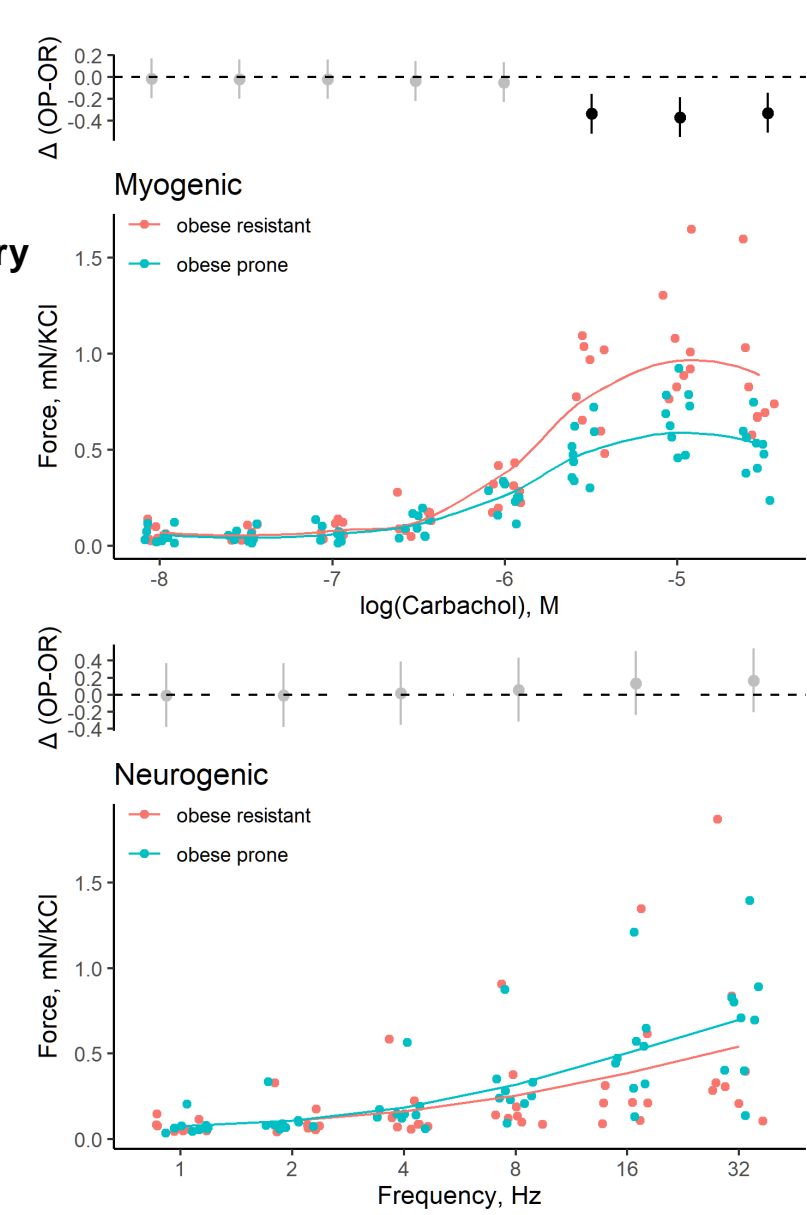 Δ (OP-OR)
0.2
0.0
-0.2
-0.4
Myogenic
ry
obese resistant
obese prone
Force, mN/KCl
1.5
1.0
0.5
0.0
-8 -7 -6 -5
log(Carbachol), M
Δ (OP-OR)
0.4
0.2
0.0
-0.2
-0.4
Neurogenic
obese resistant
obese prone
Force, mN/KCl
1.5
1.0
0.5
0.0
1 2 4 8 16 32
Frequency, Hz